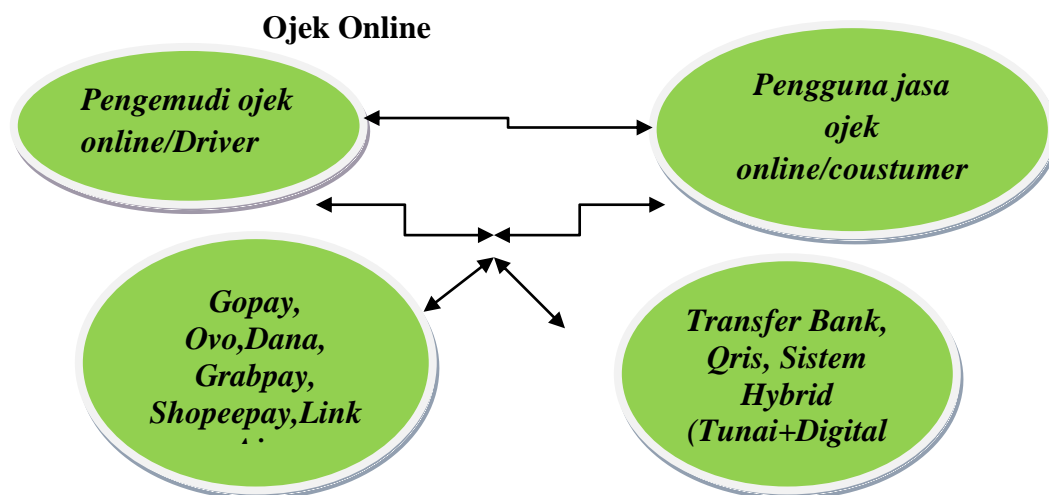 Ojek Online
Pengemudi ojek
online/Driver
Pengguna jasa
ojek
online/coustumer
Gopay,
Ovo,Dana,
Grabpay,
Shopeepay,Link
Transfer Bank,
Qris, Sistem
Hybrid
(Tunai+Digital